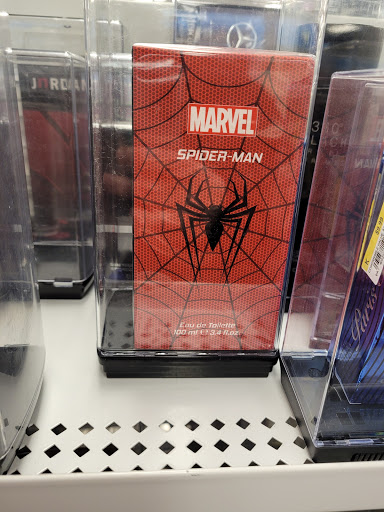 JORDAN
MARVEL
SPIDER-MAN
Eau de Toilette
100 ml ℮ 3.4 fl.oz.